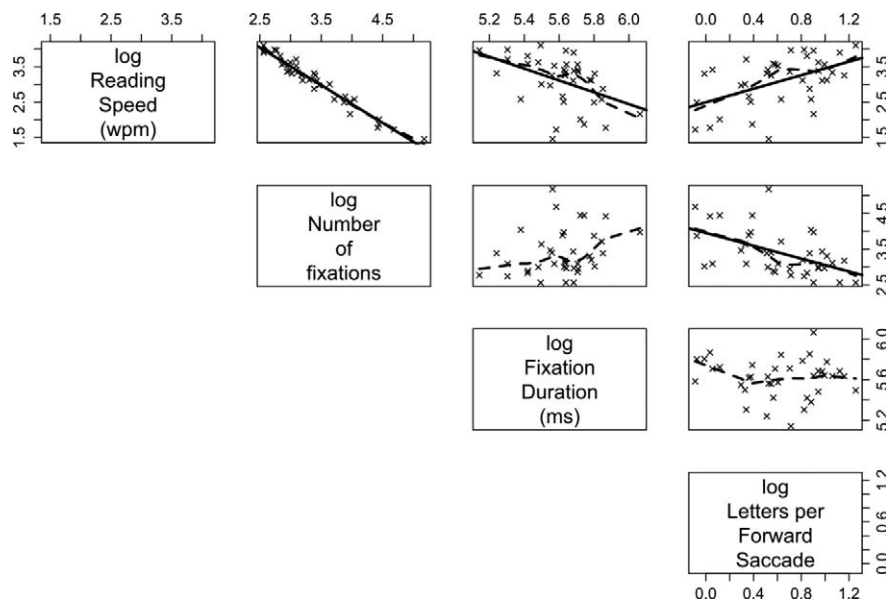 1.5 2.5 3.5 2.5 3.5 4.5 5.2 5.6 6.0 0.0 0.4 0.8 1.2
log
Reading
Speed
(wpm)
1.5 2.5 3.5
1.5 2.5 3.5
log
Number
of
fixations
2.5 3.5 4.5
log
Fixation
Duration
(ms)
5.2 5.6 6.0
log
Letters per
Forward
Saccade
0.0 0.6 1.2
0.0 0.4 0.8 1.2